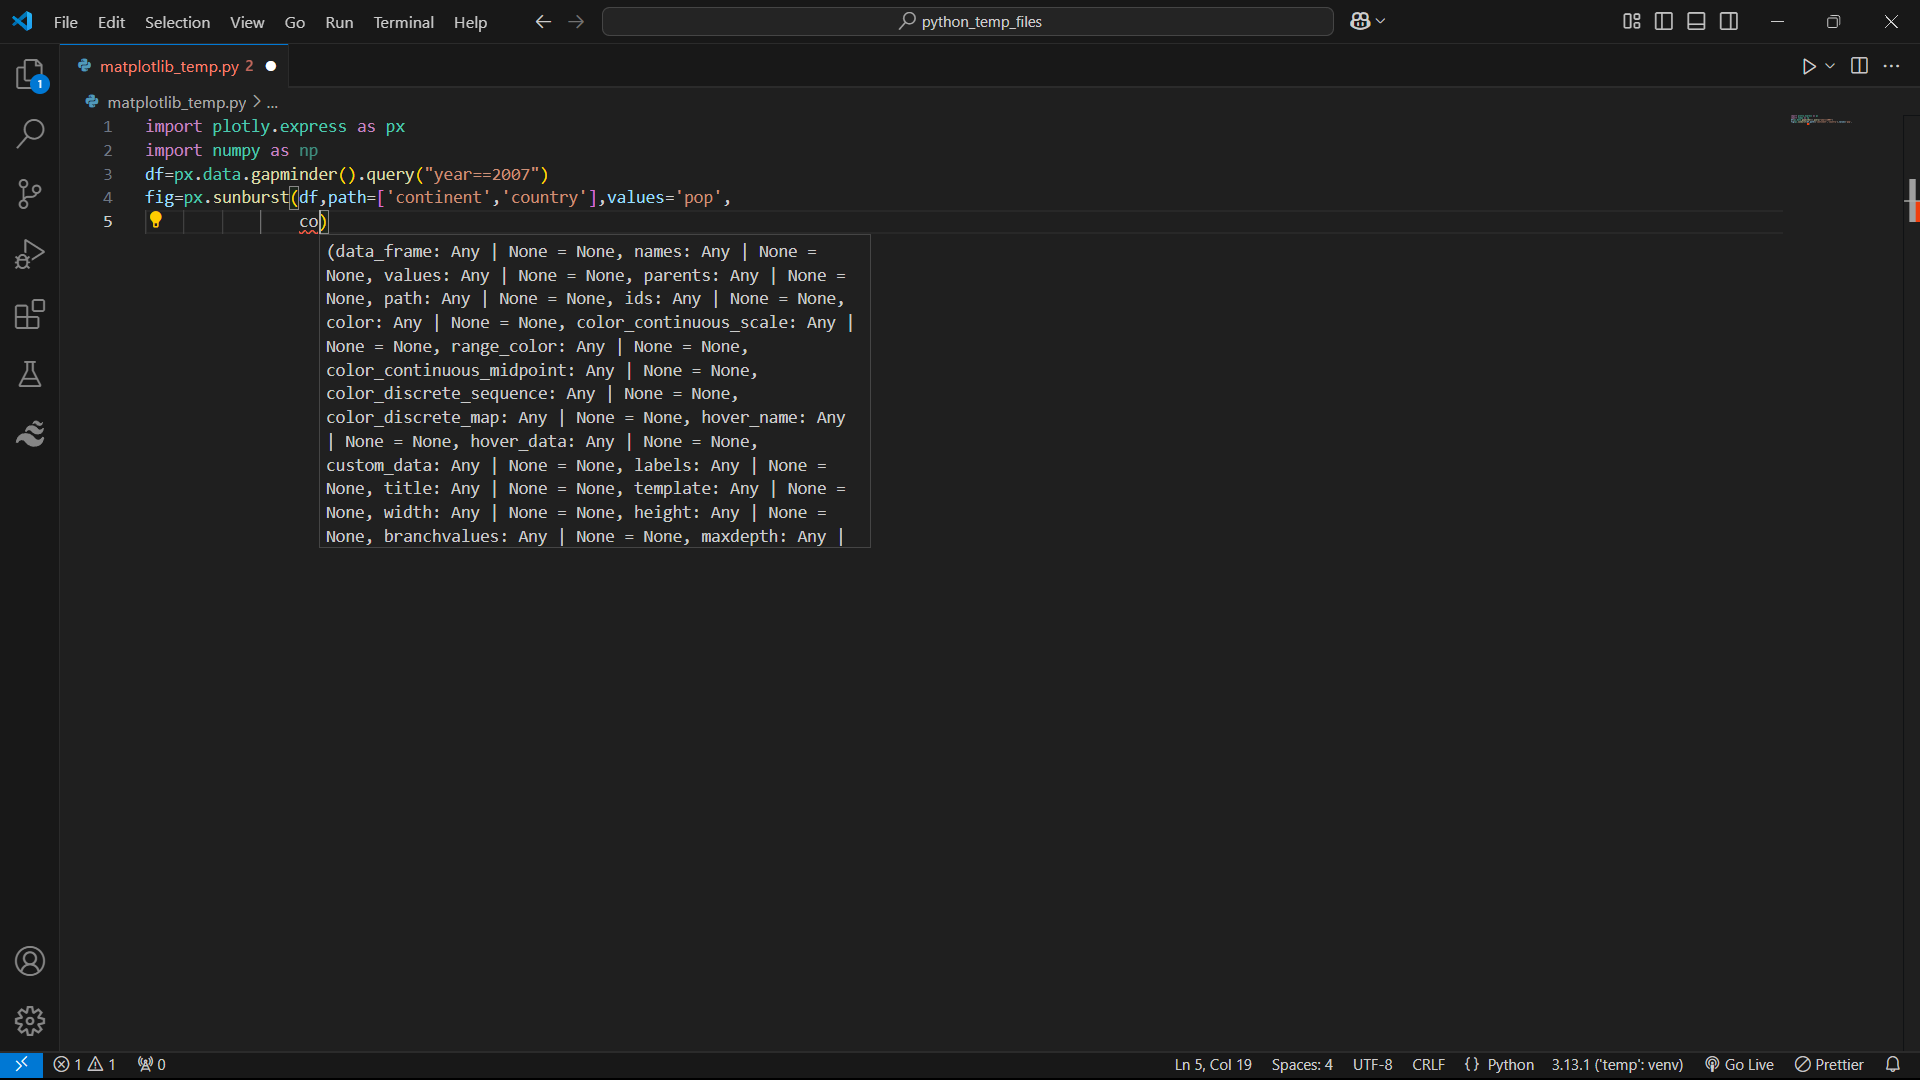 File Edit Selection View Go Run Terminal Help
python_temp_files
matplotlib_temp.py 2
1
matplotlib_temp.py > ...
1 import plotly.express as px
2 import numpy as np
3 df=px.data.gapminder().query("year==2007")
4 fig=px.sunburst(df,path=['continent','country'],values='pop',
5 co)
(data_frame: Any | None = None, names: Any | None =
None, values: Any | None = None, parents: Any | None =
None, path: Any | None = None, ids: Any | None = None,
color: Any | None = None, color_continuous_scale: Any |
None = None, range_color: Any | None = None,
color_continuous_midpoint: Any | None = None,
color_discrete_sequence: Any | None = None,
color_discrete_map: Any | None = None, hover_name: Any
| None = None, hover_data: Any | None = None,
custom_data: Any | None = None, labels: Any | None =
None, title: Any | None = None, template: Any | None =
None, width: Any | None = None, height: Any | None =
None, branchvalues: Any | None = None, maxdepth: Any |
1 1 0 Ln 5, Col 19 Spaces: 4 UTF-8 CRLF {} Python 3.13.1 ('temp': venv) Go Live Prettier